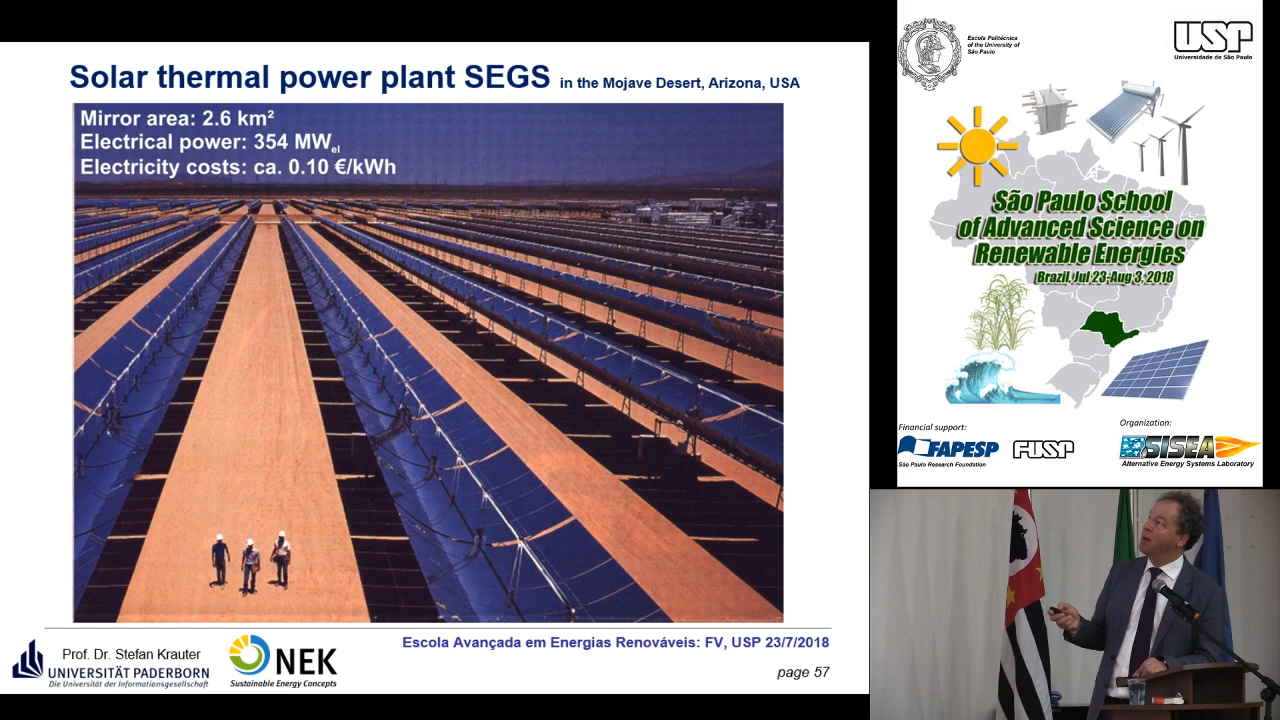 Solar thermal power plant SEGS in the Mojave Desert, Arizona, USA
Mirror area: 2.6 km²
Electrical power: 354 MWel
Electricity costs: ca. 0.10 €/kWh
Prof. Dr. Stefan Krauter
UNIVERSITÄT PADERBORN
Die Universität der Informationsgesellschaft
NEK
Sustainable Energy Concepts
Escola Avançada em Energias Renováveis: FV, USP 23/7/2018
page 57
Escola Politécnica
of the University of
São Paulo
USP
Universidade de São Paulo
São Paulo School
of Advanced Science on
Renewable Energies
Brazil, Jul 23-Aug 3, 2018
Financial support:
FAPESP
São Paulo Research Foundation
FUSP
Organization:
SISEA
Alternative Energy Systems Laboratory